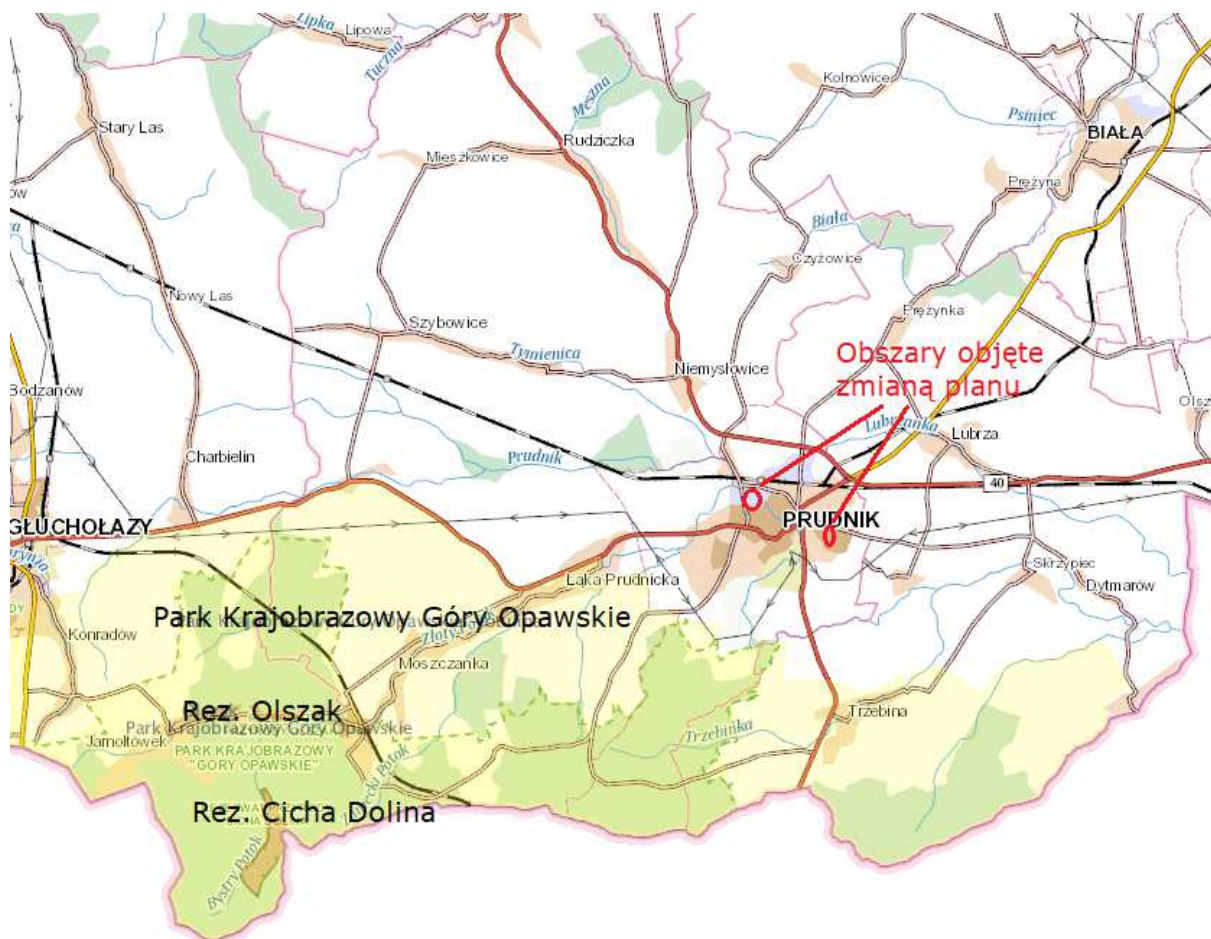 Lipka
Lipowa
Tuczna
Kolnowice
Mészna
Psiniec
BIAŁA
Stary Las
Rudziczka
Mieszkowice
Prężyna
Biała
Czyżowice
Nowy Las
Prężynka
Szybowice
Tymienica
Obszary objęte
zmianą planu
Niemysłowice
Bodzanów
Lubrzanka
Lubrza
Charbielin
Prudnik
40
GŁUCHOŁAZY
PRUDNIK
Skrzypiec
Łąka Prudnicka
Dytmarów
Park Krajobrazowy Góry Opawskie
Konradów
Złoty Potok
Moszczanka
Rez. Olszak
Park Krajobrazowy Góry Opawskie
Trzebina
Trzebińka
Jarnołtówek
PARK KRAJOBRAZOWY
"GÓRY OPAWSKIE"
Rez. Cicha Dolina
Bystry Potok